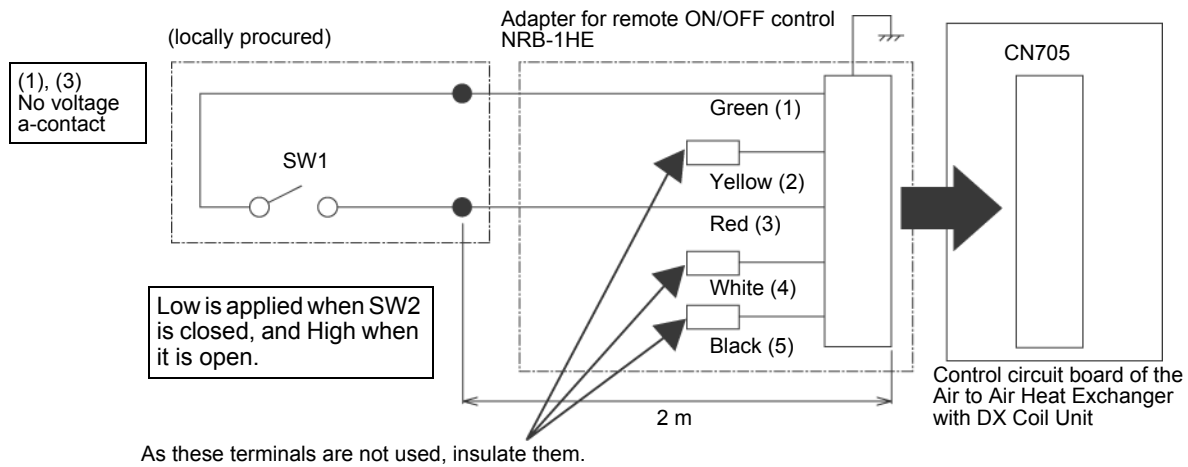 Adapter for remote ON/OFF control
NRB-1HE
(locally procured)
CN705
(1), (3)
No voltage
a-contact
Green (1)
SW1
Yellow (2)
Red (3)
White (4)
Low is applied when SW2
is closed, and High when
it is open.
Black (5)
Control circuit board of the
Air to Air Heat Exchanger
with DX Coil Unit
2 m
As these terminals are not used, insulate them.